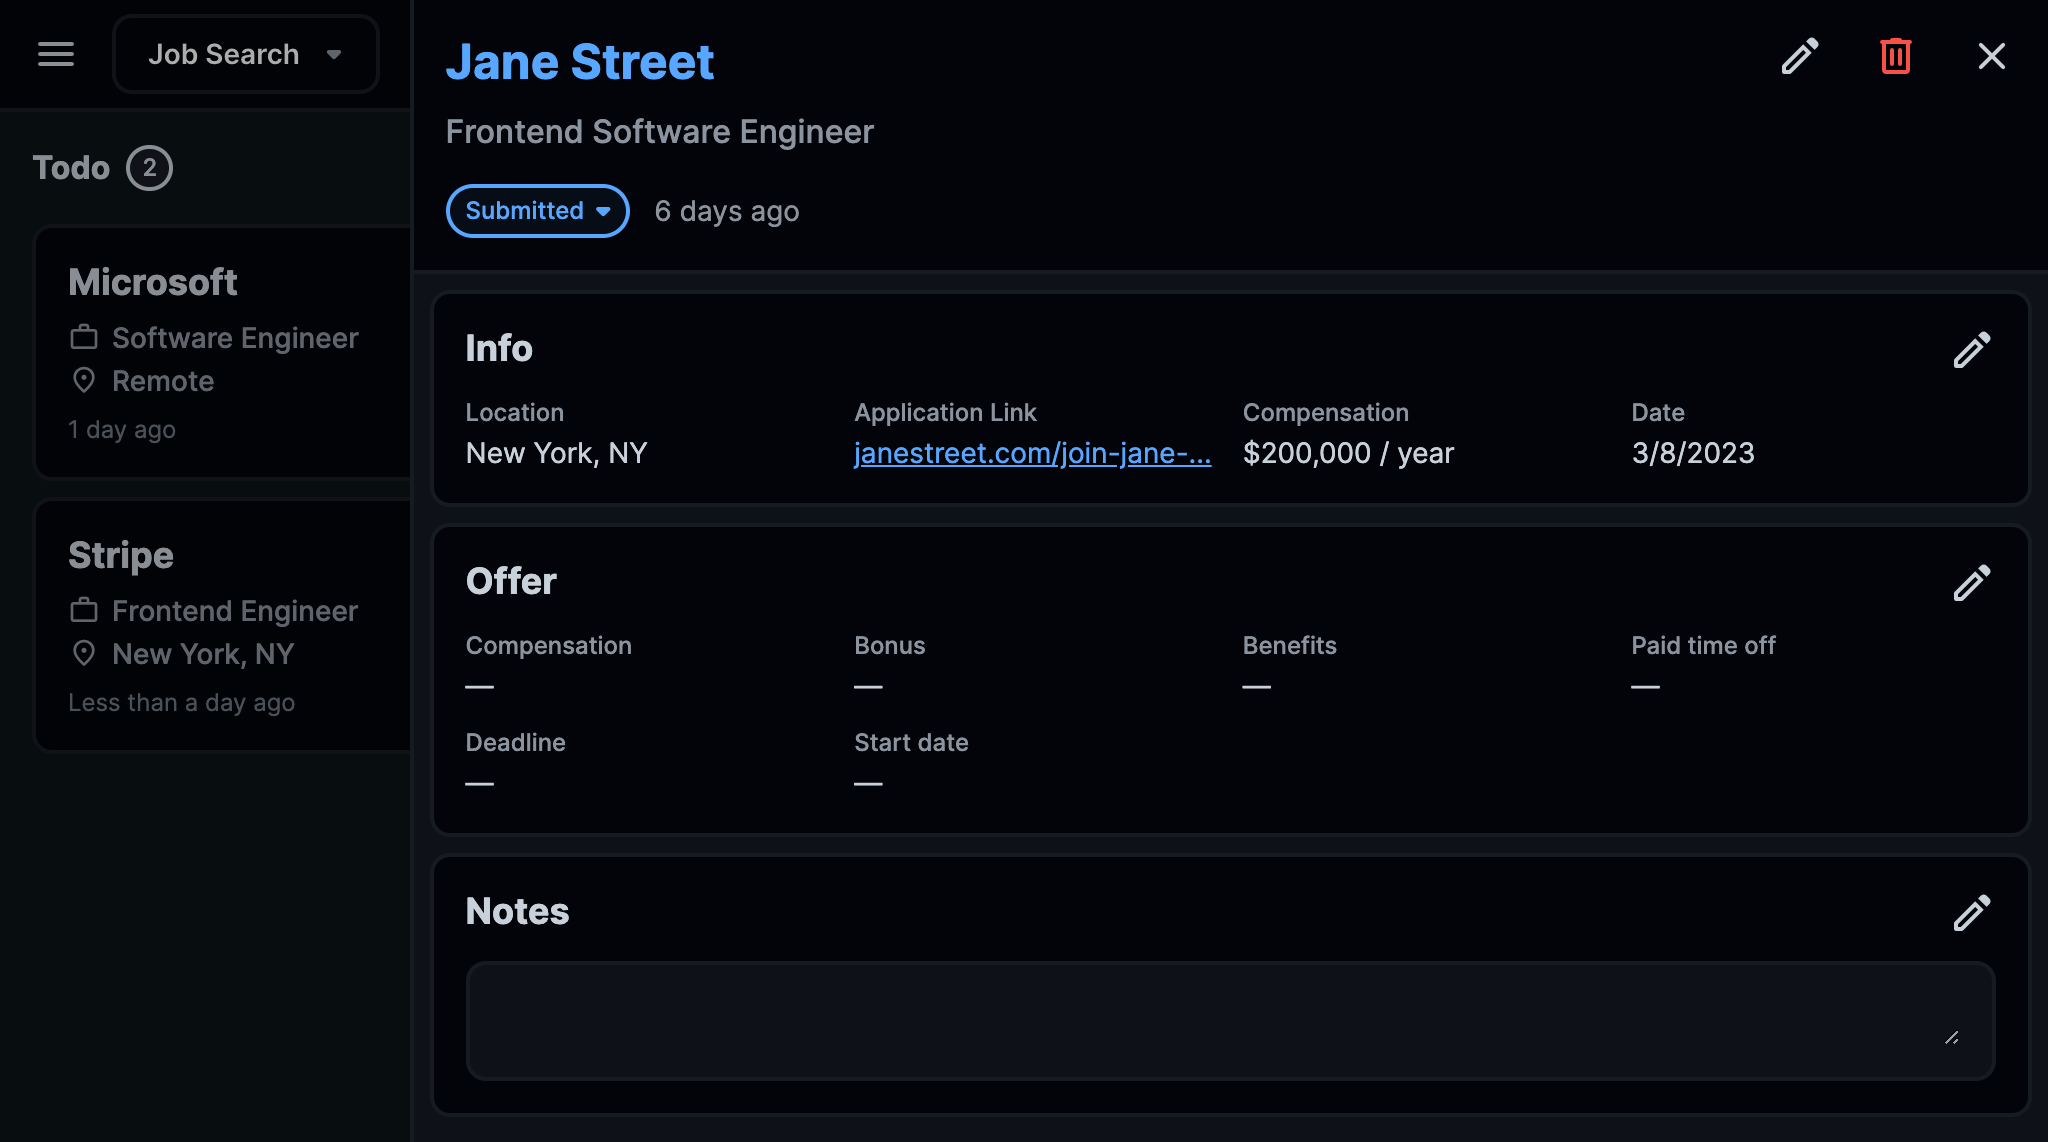 Job Search
Todo 2
Microsoft
Software Engineer
Remote
1 day ago
Stripe
Frontend Engineer
New York, NY
Less than a day ago
Jane Street
Frontend Software Engineer
Submitted 6 days ago
Info
Location Application Link Compensation Date
New York, NY janestreet.com/join-jane-... $200,000 / year 3/8/2023
Offer
Compensation Bonus Benefits Paid time off
— — — —
Deadline Start date
— —
Notes